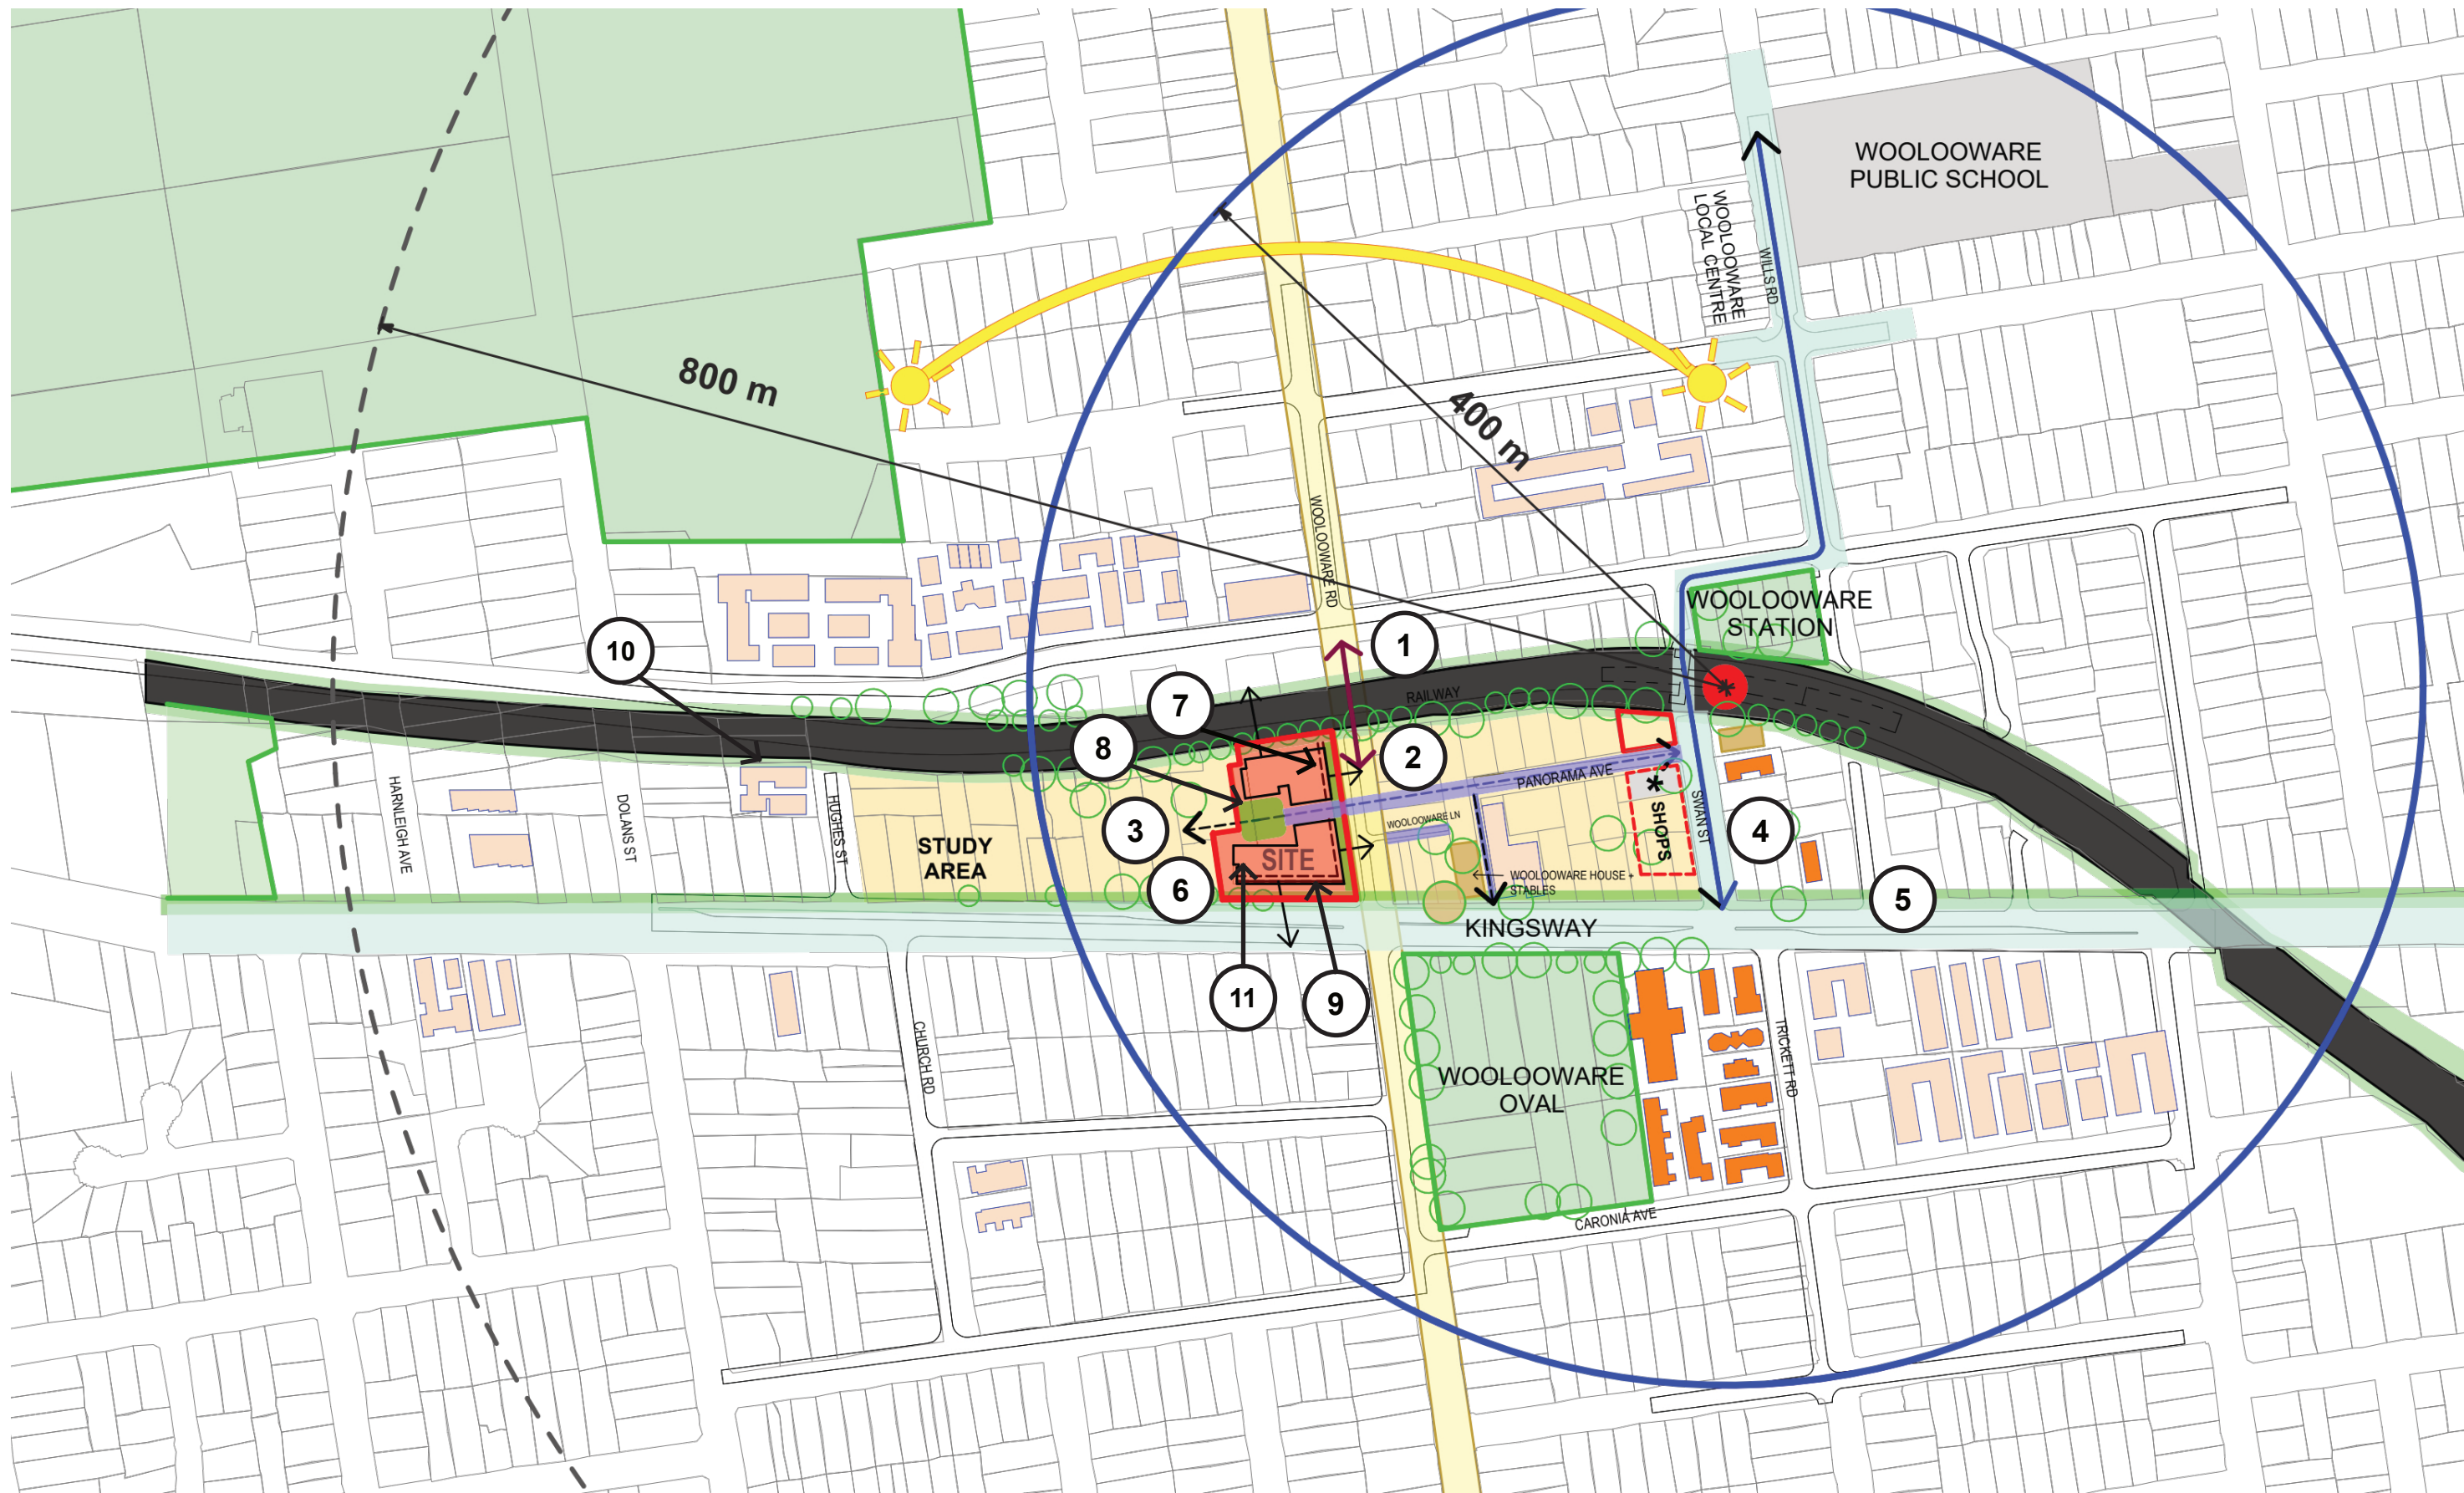 WOOLOOWARE
PUBLIC SCHOOL
WOOLOOWARE
LOCAL CENTRE
WILLS RD
800 m
400 m
WOOLOOWARE RD
WOOLOOWARE
STATION
10
1
7
RAILWAY
8
2
HARNLEIGH AVE
DOLANS ST
HUGHES ST
STUDY
AREA
3
PANORAMA AVE
WOOLOOWARE LN
* SHOPS
SWAN ST
4
SITE
6
WOOLOOWARE HOUSE +
STABLES
5
KINGSWAY
11
9
CHURCH RD
WOOLOOWARE
OVAL
TRICKETT RD
CARONIA AVE